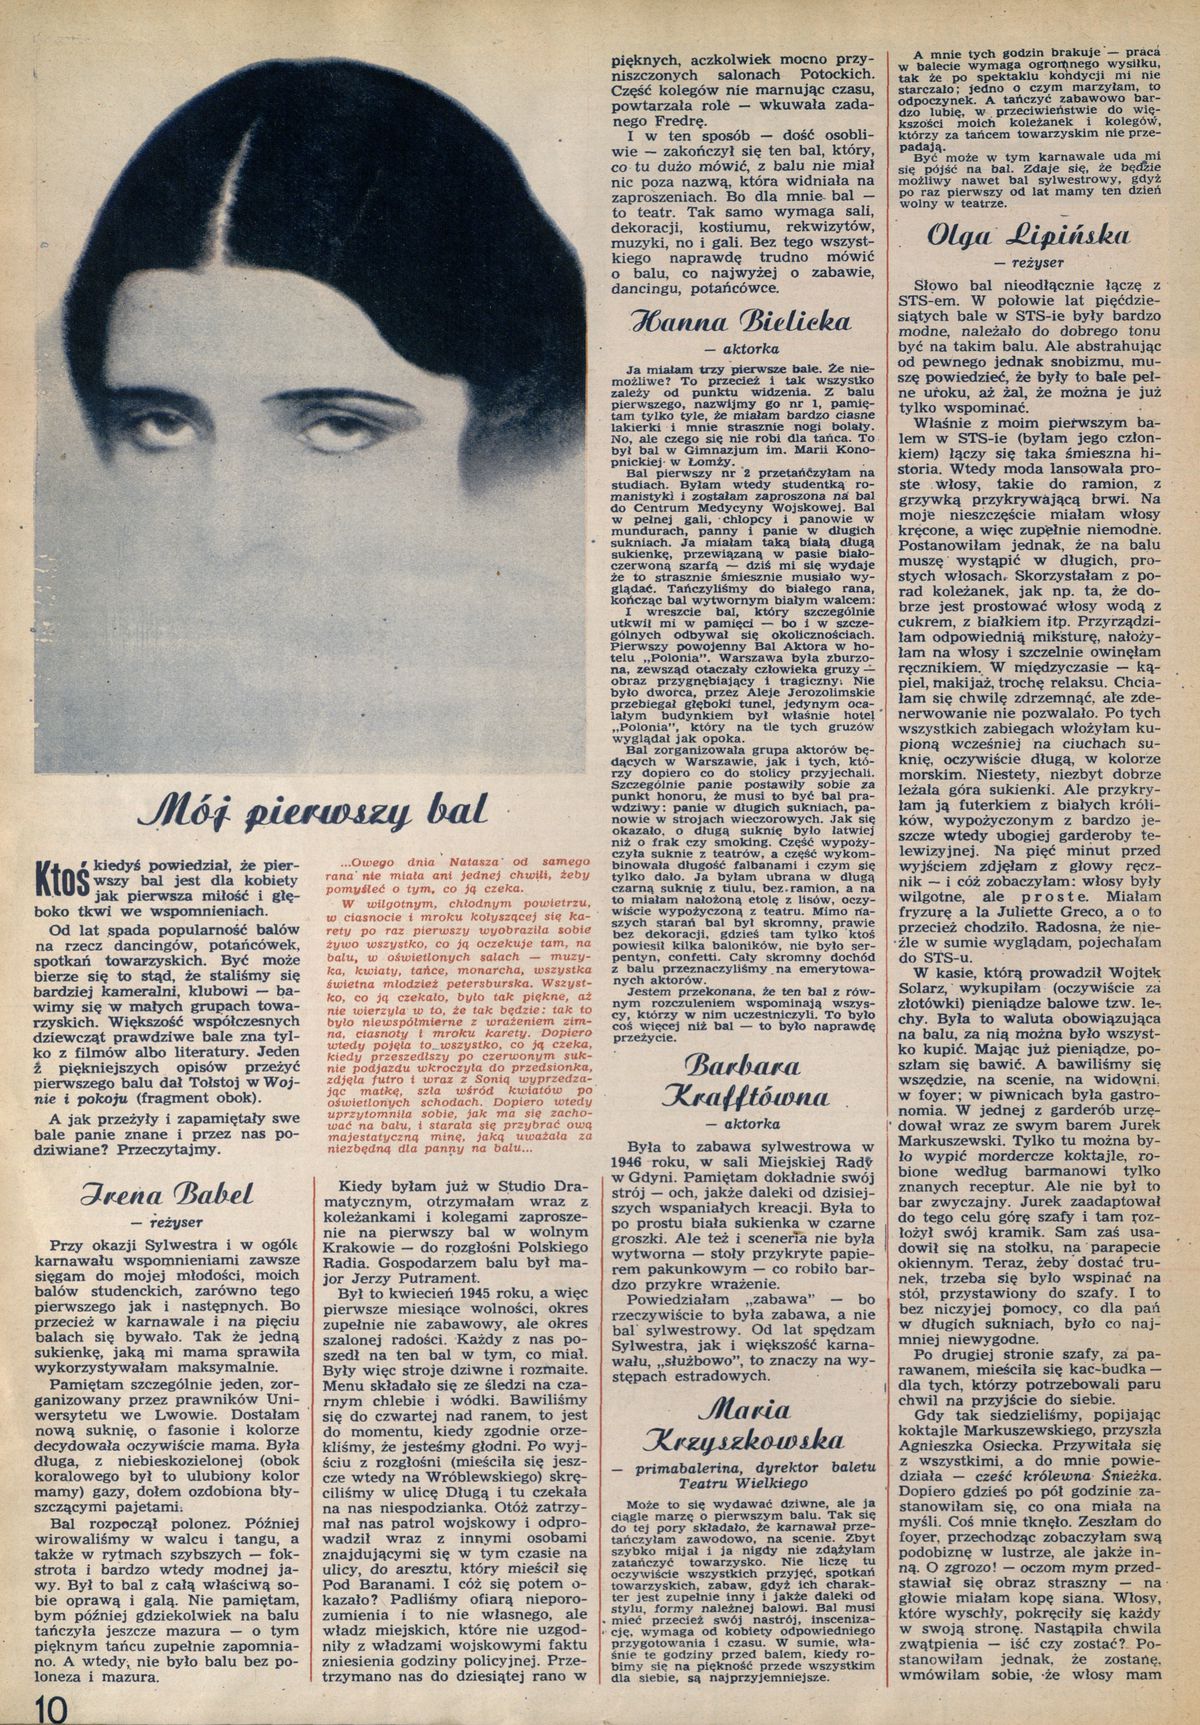 Mój pierwszy bal
Ktoś kiedyś powiedział, że pier-
wszy bal jest dla kobiety
jak pierwsza miłość i głę-
boko tkwi we wspomnieniach.
Od lat spada popularność balów
na rzecz dancingów, potańcówek,
spotkań towarzyskich. Być może
bierze się to stąd, że staliśmy się
bardziej kameralni, klubowi — ba-
wimy się w małych grupach towa-
rzyskich. Większość współczesnych
dziewcząt prawdziwe bale zna tyl-
ko z filmów albo literatury. Jeden
z piękniejszych opisów przeżyć
pierwszego balu dał Tołstoj w Woj-
nie i pokoju (fragment obok).
A jak przeżyły i zapamiętały swe
bale panie znane i przez nas po-
dziwiane? Przeczytajmy.
...Owego dnia Natasza od samego
rana nie miała ani jednej chwili, żeby
pomyśleć o tym, co ją czeka.
W wilgotnym, chłodnym powietrzu,
w ciasnocie i mroku kołyszącej się ka-
rety po raz pierwszy wyobraziła sobie
żywo wszystko, co ją oczekuje tam, na
balu, w oświetlonych salach — muzy-
ka, kwiaty, tańce, monarcha, wszystka
świetna młodzież petersburska. Wszyst-
ko, co ją czekało, było tak piękne, aż
nie wierzyła w to, że tak będzie: tak to
było niewspółmierne z wrażeniem zim-
na, ciasnoty i mroku karety. Dopiero
wtedy pojęła to wszystko, co ją czeka,
kiedy przeszedłszy po czerwonym suk-
nie podjazdu wkroczyła do przedsionka,
zdjęła futro i wraz z Sonią wyprzedza-
jąc matkę, szła wśród kwiatów po
oświetlonych schodach. Dopiero wtedy
uprzytomniła sobie, jak ma się zacho-
wać na balu, i starała się przybrać ową
majestatyczną minę, jaką uważała za
niezbędną dla panny na balu...
Irena Babel
— reżyser
Przy okazji Sylwestra i w ogóle
karnawału wspomnieniami zawsze
sięgam do mojej młodości, moich
balów studenckich, zarówno tego
pierwszego jak i następnych. Bo
przecież w karnawale i na pięciu
balach się bywało. Tak że jedną
sukienkę, jaką mi mama sprawiła
wykorzystywałam maksymalnie.
Pamiętam szczególnie jeden, zor-
ganizowany przez prawników Uni-
wersytetu we Lwowie. Dostałam
nową suknię, o fasonie i kolorze
decydowała oczywiście mama. Była
długa, z niebieskozielonej (obok
koralowego był to ulubiony kolor
mamy) gazy, dołem ozdobiona bły-
szczącymi pajetami.
Bal rozpoczął polonez. Później
wirowaliśmy w walcu i tangu, a
także w rytmach szybszych — fok-
strota i bardzo wtedy modnej ja-
wy. Był to bal z całą właściwą so-
bie oprawą i galą. Nie pamiętam,
bym później gdziekolwiek na balu
tańczyła jeszcze mazura — o tym
pięknym tańcu zupełnie zapomnia-
no. A wtedy, nie było balu bez po-
loneza i mazura.
Kiedy byłam już w Studio Dra-
matycznym, otrzymałam wraz z
koleżankami i kolegami zaprosze-
nie na pierwszy bal w wolnym
Krakowie — do rozgłośni Polskiego
Radia. Gospodarzem balu był ma-
jor Jerzy Putrament.
Był to kwiecień 1945 roku, a więc
pierwsze miesiące wolności, okres
zupełnie nie zabawowy, ale okres
szalonej radości. Każdy z nas po-
szedł na ten bal w tym, co miał.
Były więc stroje dziwne i rozmaite.
Menu składało się ze śledzi na cza-
rnym chlebie i wódki. Bawiliśmy
się do czwartej nad ranem, to jest
do momentu, kiedy zgodnie orze-
kliśmy, że jesteśmy głodni. Po wyj-
ściu z rozgłośni (mieściła się jesz-
cze wtedy na Wróblewskiego) skrę-
ciliśmy w ulicę Długą i tu czekała
na nas niespodzianka. Otóż zatrzy-
mał nas patrol wojskowy i odpro-
wadził wraz z innymi osobami
znajdującymi się w tym czasie na
ulicy, do aresztu, który mieścił się
Pod Baranami. I cóż się potem o-
kazało? Padliśmy ofiarą nieporo-
zumienia i to nie własnego, ale
władz miejskich, które nie uzgod-
niły z władzami wojskowymi faktu
zniesienia godziny policyjnej. Prze-
trzymano nas do dziesiątej rano w
pięknych, aczkolwiek mocno przy-
niszczonych salonach Potockich.
Część kolegów nie marnując czasu,
powtarzała role — wkuwała zada-
nego Fredrę.
I w ten sposób — dość osobli-
wie — zakończył się ten bal, który,
co tu dużo mówić, z balu nie miał
nic poza nazwą, która widniała na
zaproszeniach. Bo dla mnie bal —
to teatr. Tak samo wymaga sali,
dekoracji, kostiumu, rekwizytów,
muzyki, no i gali. Bez tego wszyst-
kiego naprawdę trudno mówić
o balu, co najwyżej o zabawie,
dancingu, potańcówce.
Hanna Bielicka
— aktorka
Ja miałam trzy pierwsze bale. Że nie-
możliwe? To przecież i tak wszystko
zależy od punktu widzenia. Z balu
pierwszego, nazwijmy go nr 1, pamię-
tam tylko tyle, że miałam bardzo ciasne
lakierki i mnie strasznie nogi bolały.
No, ale czego się nie robi dla tańca. To
był bal w Gimnazjum im. Marii Kono-
pnickiej w Łomży.
Bal pierwszy nr 2 przetańczyłam na
studiach. Byłam wtedy studentką ro-
manistyki i zostałam zaproszona na bal
do Centrum Medycyny Wojskowej. Bal
w pełnej gali, chłopcy i panowie w
mundurach, panny i panie w długich
sukniach. Ja miałam taką białą długą
sukienkę, przewiązaną w pasie biało-
czerwoną szarfą — dziś mi się wydaje
że to strasznie śmiesznie musiało wy-
glądać. Tańczyliśmy do białego rana,
kończąc bal wytwornym białym walcem.
I wreszcie bal, który szczególnie
utkwił mi w pamięci — bo i w szcze-
gólnych odbywał się okolicznościach.
Pierwszy powojenny Bal Aktora w ho-
telu „Polonia”. Warszawa była zburzo-
na, zewsząd otaczały człowieka gruzy —
obraz przygnębiający i tragiczny. Nie
było dworca, przez Aleje Jerozolimskie
przebiegał głęboki tunel, jedynym oca-
lałym budynkiem był właśnie hotel
„Polonia”, który na tle tych gruzów
wyglądał jak opoka.
Bal zorganizowała grupa aktorów bę-
dących w Warszawie, jak i tych, któ-
rzy dopiero co do stolicy przyjechali.
Szczególnie panie postawiły sobie za
punkt honoru, że musi to być bal pra-
wdziwy: panie w długich sukniach, pa-
nowie w strojach wieczorowych. Jak się
okazało, o długą suknię było łatwiej
niż o frak czy smoking. Część wypoży-
czyła suknie z teatrów, a część wykom-
binowała długość falbanami i czym się
tylko dało. Ja byłam ubrana w długą
czarną suknię z tiulu, bez ramion, a na
to miałam nałożoną etolę z lisów, oczy-
wiście wypożyczoną z teatru. Mimo na-
szych starań bal był skromny, prawie
bez dekoracji, gdzieś tam tylko ktoś
powiesił kilka baloników, nie było ser-
pentyn, confetti. Cały skromny dochód
z balu przeznaczyliśmy na emerytowa-
nych aktorów.
Jestem przekonana, że ten bal z rów-
nym rozczuleniem wspominają wszys-
cy, którzy w nim uczestniczyli. To było
coś więcej niż bal — to było naprawdę
przeżycie.
Barbara
Krafftówna
— aktorka
Była to zabawa sylwestrowa w
1946 roku, w sali Miejskiej Rady
w Gdyni. Pamiętam dokładnie swój
strój — och, jakże daleki od dzisiej-
szych wspaniałych kreacji. Była to
po prostu biała sukienka w czarne
groszki. Ale też i sceneria nie była
wytworna — stoły przykryte papie-
rem pakunkowym — co robiło bar-
dzo przykre wrażenie.
Powiedziałam „zabawa” — bo
rzeczywiście to była zabawa, a nie
bal sylwestrowy. Od lat spędzam
Sylwestra, jak i większość karna-
wału, „służbowo”, to znaczy na wy-
stępach estradowych.
Maria
Krzyszkowska
— primabalerina, dyrektor baletu
Teatru Wielkiego
Może to się wydawać dziwne, ale ja
ciągle marzę o pierwszym balu. Tak się
do tej pory składało, że karnawał prze-
tańczyłam zawodowo, na scenie. Zbyt
szybko mijał i ja nigdy nie zdążyłam
zatańczyć towarzysko. Nie liczę tu
oczywiście wszystkich przyjęć, spotkań
towarzyskich, zabaw, gdyż ich charak-
ter jest zupełnie inny i jakże daleki od
stylu, formy należnej balowi. Bal musi
mieć przecież swój nastrój, insceniza-
cję, wymaga od kobiety odpowiedniego
przygotowania i czasu. W sumie, wła-
śnie te godziny przed balem, kiedy ro-
bimy się na piękność przede wszystkim
dla siebie, są najprzyjemniejsze.
A mnie tych godzin brakuje — praca
w balecie wymaga ogromnego wysiłku,
tak że po spektaklu kondycji mi nie
starczało; jedno o czym marzyłam, to
odpoczynek. A tańczyć zabawowo bar-
dzo lubię, w przeciwieństwie do wię-
kszości moich koleżanek i kolegów,
którzy za tańcem towarzyskim nie prze-
padają.
Być może w tym karnawale uda mi
się pójść na bal. Zdaje się, że będzie
możliwy nawet bal sylwestrowy, gdyż
po raz pierwszy od lat mamy ten dzień
wolny w teatrze.
Olga Lipińska
— reżyser
Słowo bal nieodłącznie łączę z
STS-em. W połowie lat pięćdzie-
siątych bale w STS-ie były bardzo
modne, należało do dobrego tonu
być na takim balu. Ale abstrahując
od pewnego jednak snobizmu, mu-
szę powiedzieć, że były to bale peł-
ne uroku, aż żal, że można je już
tylko wspominać.
Właśnie z moim pierwszym ba-
lem w STS-ie (byłam jego człon-
kiem) łączy się taka śmieszna hi-
storia. Wtedy moda lansowała pro-
ste włosy, takie do ramion, z
grzywką przykrywającą brwi. Na
moje nieszczęście miałam włosy
kręcone, a więc zupełnie niemodne.
Postanowiłam jednak, że na balu
muszę wystąpić w długich, pro-
stych włosach. Skorzystałam z po-
rad koleżanek, jak np. ta, że do-
brze jest prostować włosy wodą z
cukrem, z białkiem itp. Przyrządzi-
łam odpowiednią miksturę, nałoży-
łam na włosy i szczelnie owinęłam
ręcznikiem. W międzyczasie — ką-
piel, makijaż, trochę relaksu. Chcia-
łam się chwilę zdrzemnąć, ale zde-
nerwowanie nie pozwalało. Po tych
wszystkich zabiegach włożyłam ku-
pioną wcześniej na ciuchach su-
knię, oczywiście długą, w kolorze
morskim. Niestety, niezbyt dobrze
leżała góra sukienki. Ale przykry-
łam ją futerkiem z białych króli-
ków, wypożyczonym z bardzo je-
szcze wtedy ubogiej garderoby te-
lewizyjnej. Na pięć minut przed
wyjściem zdjęłam z głowy ręcz-
nik — i cóż zobaczyłam: włosy były
wilgotne, ale proste. Miałam
fryzurę a la Juliette Greco, a o to
przecież chodziło. Radosna, że nie-
źle w sumie wyglądam, pojechałam
do STS-u.
W kasie, którą prowadził Wojtek
Solarz, wykupiłam (oczywiście za
złotówki) pieniądze balowe tzw. le-
chy. Była to waluta obowiązująca
na balu, za nią można było wszyst-
ko kupić. Mając już pieniądze, po-
szłam się bawić. A bawiliśmy się
wszędzie, na scenie, na widowni,
w foyer; w piwnicach była gastro-
nomia. W jednej z garderób urzę-
dował wraz ze swym barem Jurek
Markuszewski. Tylko tu można by-
ło wypić mordercze koktajle, ro-
bione według barmanowi tylko
znanych receptur. Ale nie był to
bar zwyczajny. Jurek zaadaptował
do tego celu górę szafy i tam roz-
łożył swój kramik. Sam zaś usa-
dowił się na stołku, na parapecie
okiennym. Teraz, żeby dostać tru-
nek, trzeba się było wspinać na
stół, przystawiony do szafy. I to
bez niczyjej pomocy, co dla pań
w długich sukniach, było co naj-
mniej niewygodne.
Po drugiej stronie szafy, za pa-
rawanem, mieściła się kac-budka —
dla tych, którzy potrzebowali paru
chwil na przyjście do siebie.
Gdy tak siedzieliśmy, popijając
koktajle Markuszewskiego, przyszła
Agnieszka Osiecka. Przywitała się
z wszystkimi, a do mnie powie-
działa — cześć królewna Śnieżka.
Dopiero gdzieś po pół godzinie za-
stanowiłam się, co ona miała na
myśli. Coś mnie tknęło. Zeszłam do
foyer, przechodząc zobaczyłam swą
podobiznę w lustrze, ale jakże in-
ną. O zgrozo! — oczom mym przed-
stawiał się obraz straszny — na
głowie miałam kopę siana. Włosy,
które wyschły, pokręciły się każdy
w swoją stronę. Nastąpiła chwila
zwątpienia — iść czy zostać? Po-
stanowiłam jednak, że zostanę,
wmówiłam sobie, że włosy mam
10